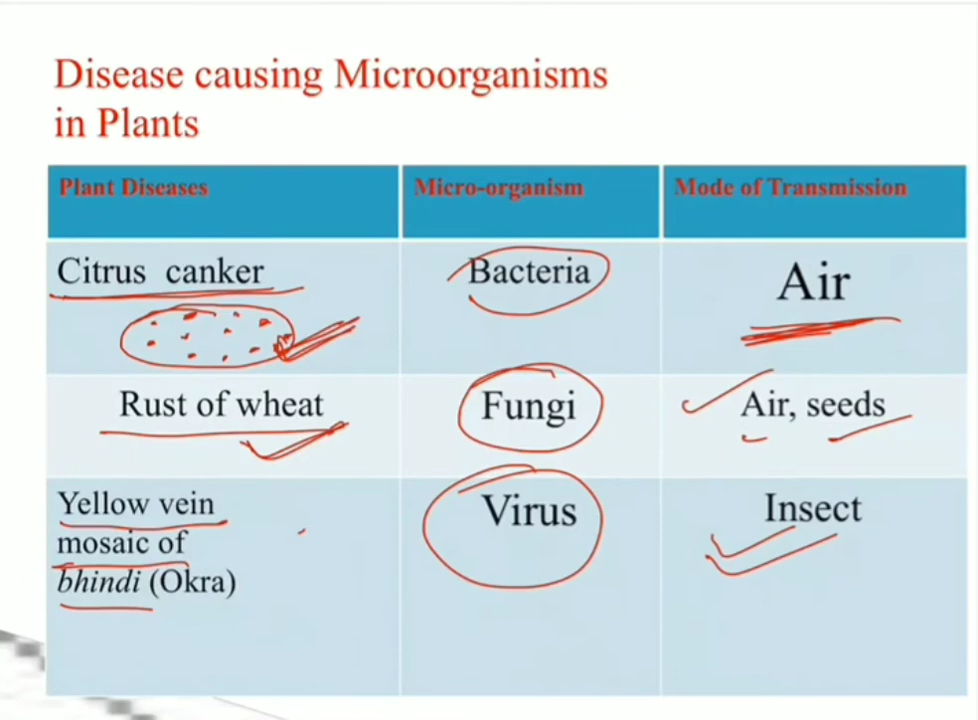 Disease causing Microorganisms
in Plants
Plant Diseases Micro-organism Mode of Transmission
Citrus canker Bacteria Air
Rust of wheat Fungi Air, seeds
Yellow vein Virus Insect
mosaic of
bhindi (Okra)